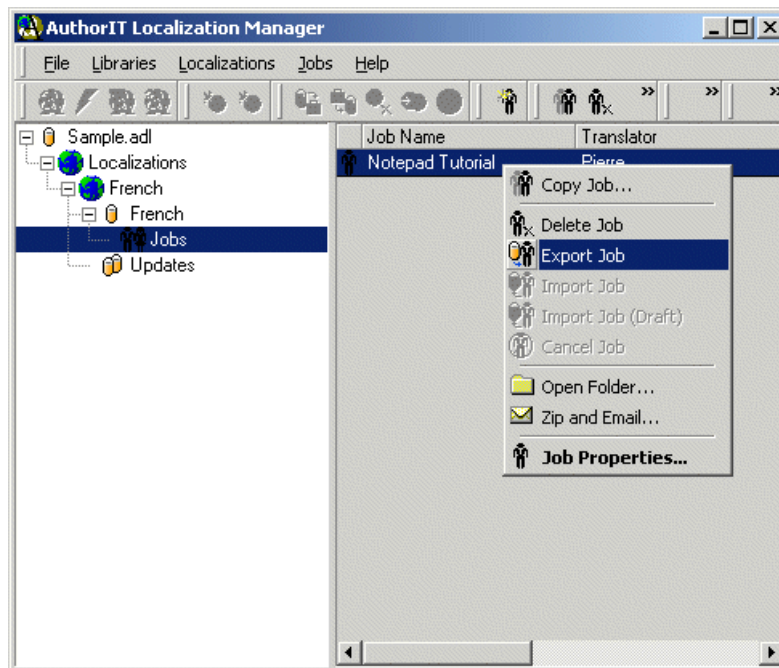 AuthorIT Localization Manager
File Libraries Localizations Jobs Help
» » »
Sample.adl
Localizations
French
French
Jobs
Updates
Job Name Translator
Notepad Tutorial Pierre
Copy Job...
Delete Job
Export Job
Import Job
Import Job (Draft)
Cancel Job
Open Folder...
Zip and Email...
Job Properties...